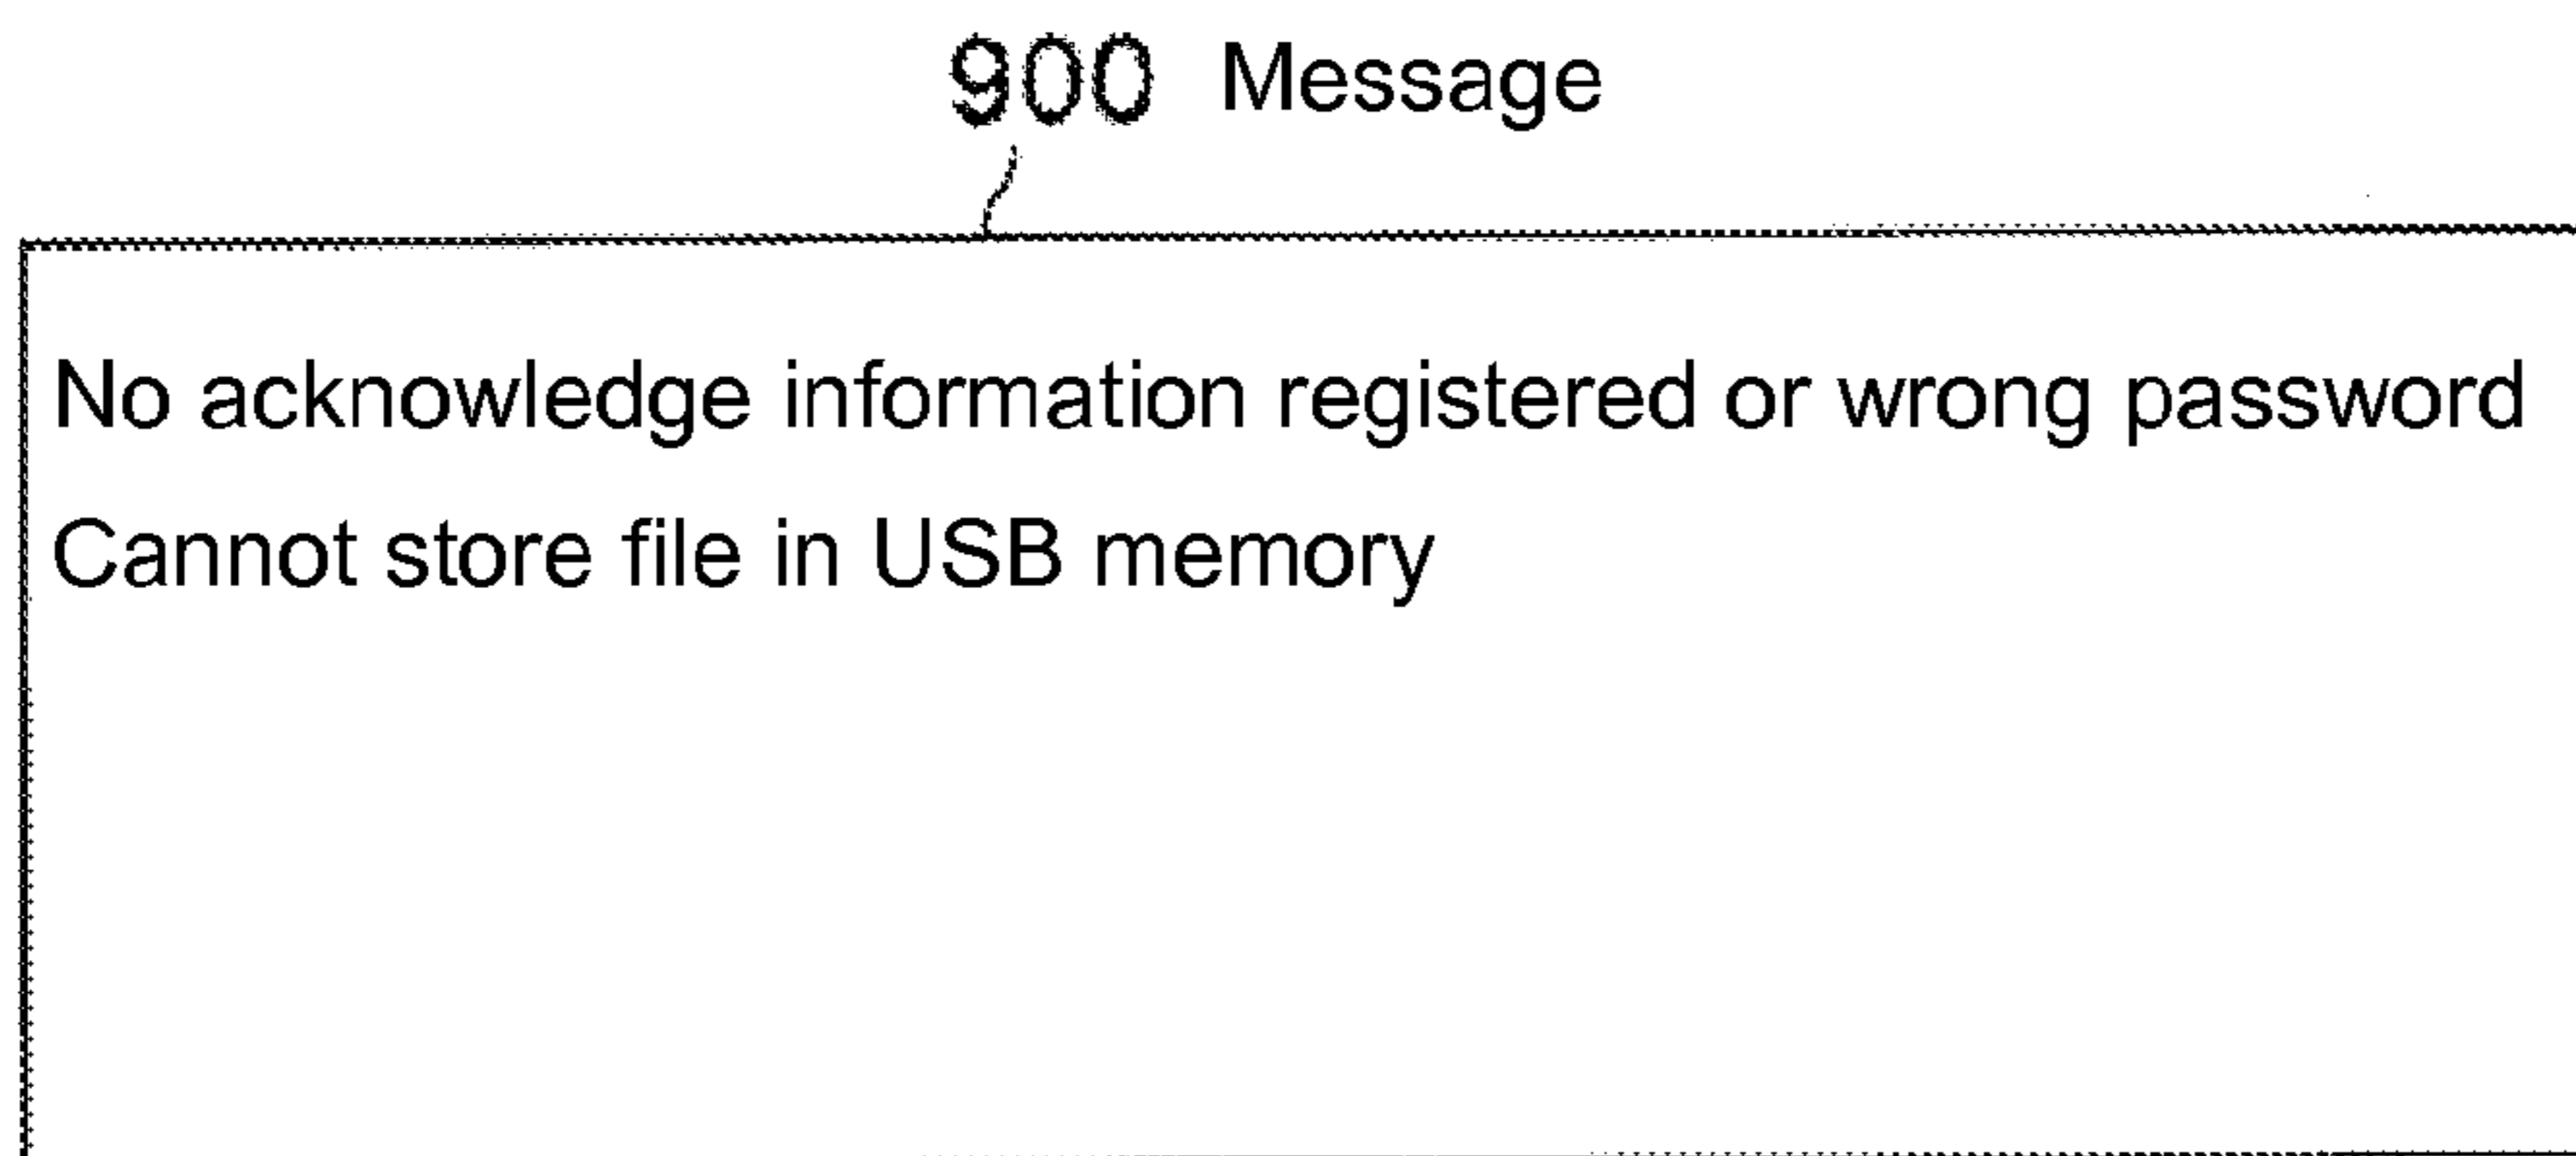 900 Message
No acknowledge information registered or wrong password
Cannot store file in USB memory